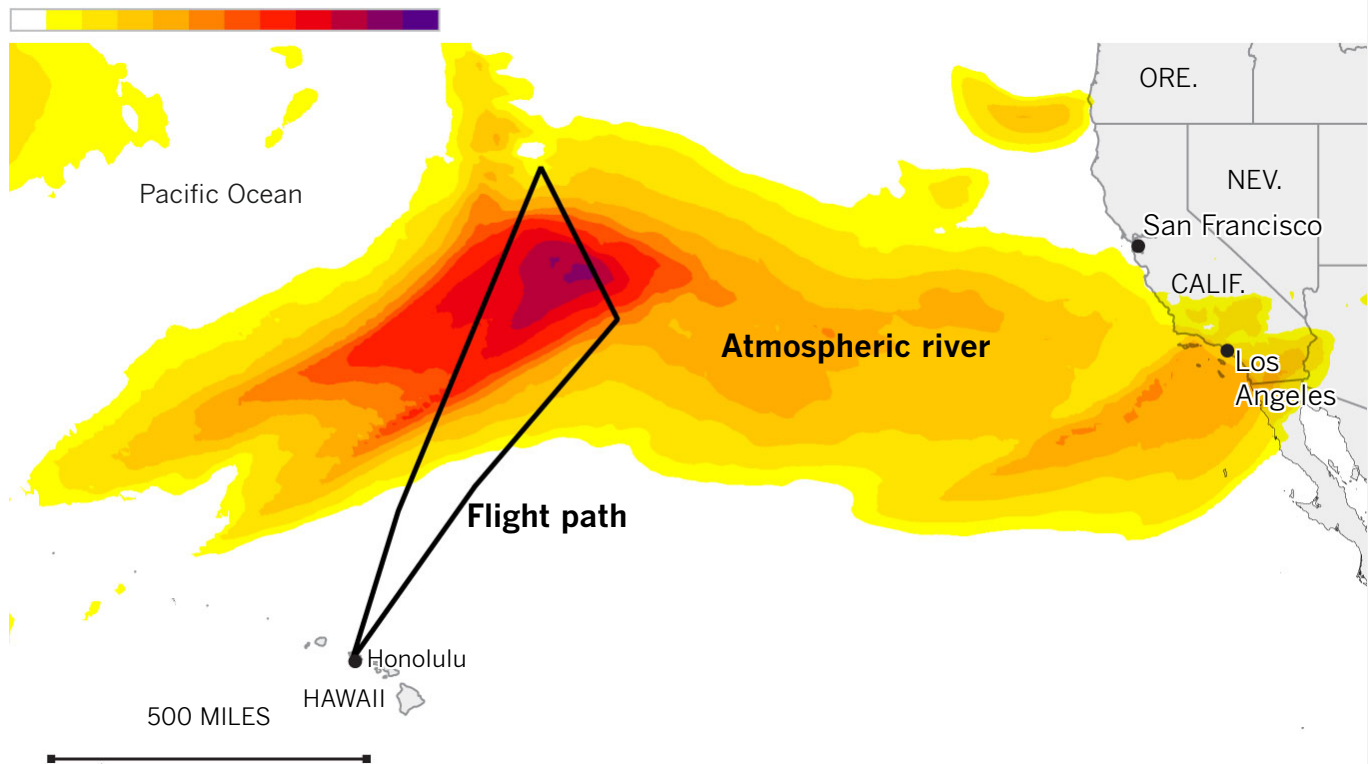 ORE.
NEV.
Pacific Ocean
San Francisco
CALIF.
Atmospheric river
Los
Angeles
Flight path
Honolulu
HAWAII
500 MILES